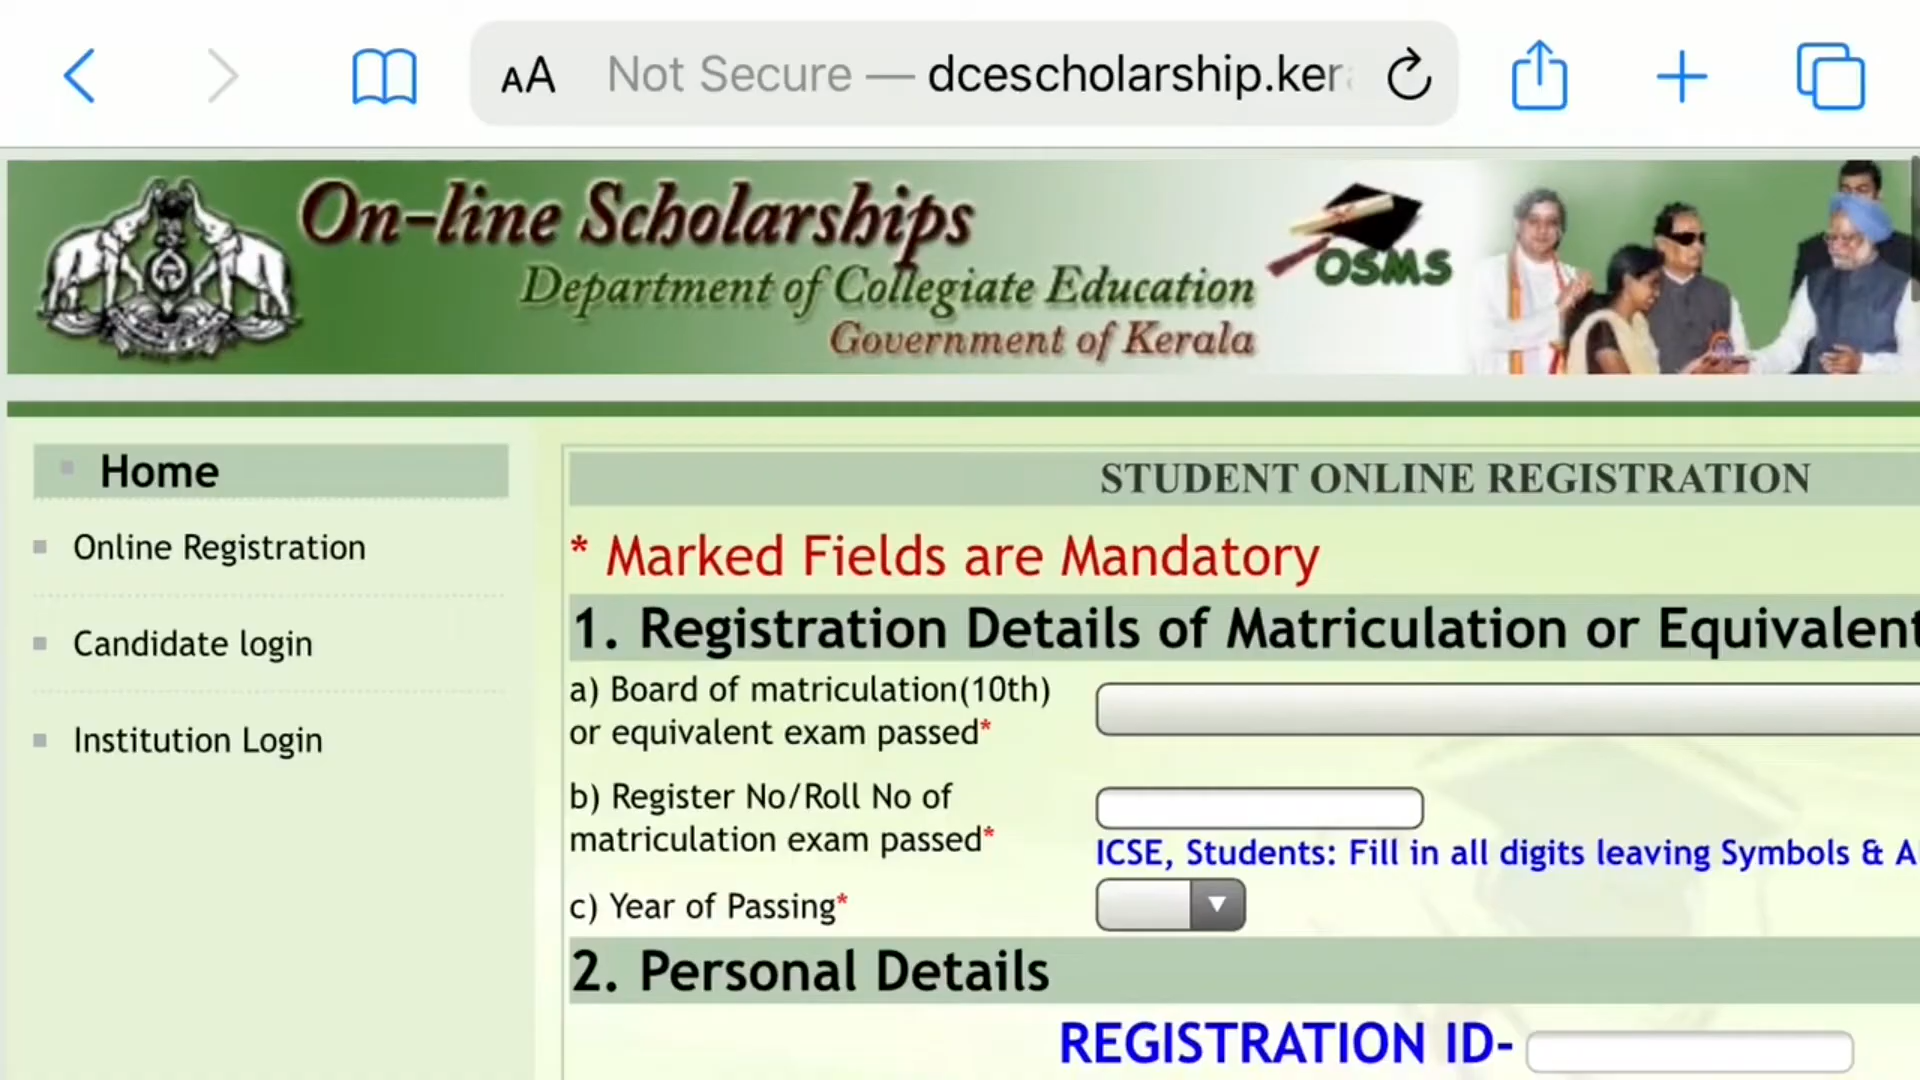 AA Not Secure — dcescholarship.ker
On-line Scholarships
Department of Collegiate Education
Government of Kerala
OSMS
Home
Online Registration
Candidate login
Institution Login
STUDENT ONLINE REGISTRATION
* Marked Fields are Mandatory
1. Registration Details of Matriculation or Equivalent
a) Board of matriculation(10th)
or equivalent exam passed*
b) Register No/Roll No of
matriculation exam passed*
ICSE, Students: Fill in all digits leaving Symbols & A
c) Year of Passing*
2. Personal Details
REGISTRATION ID-